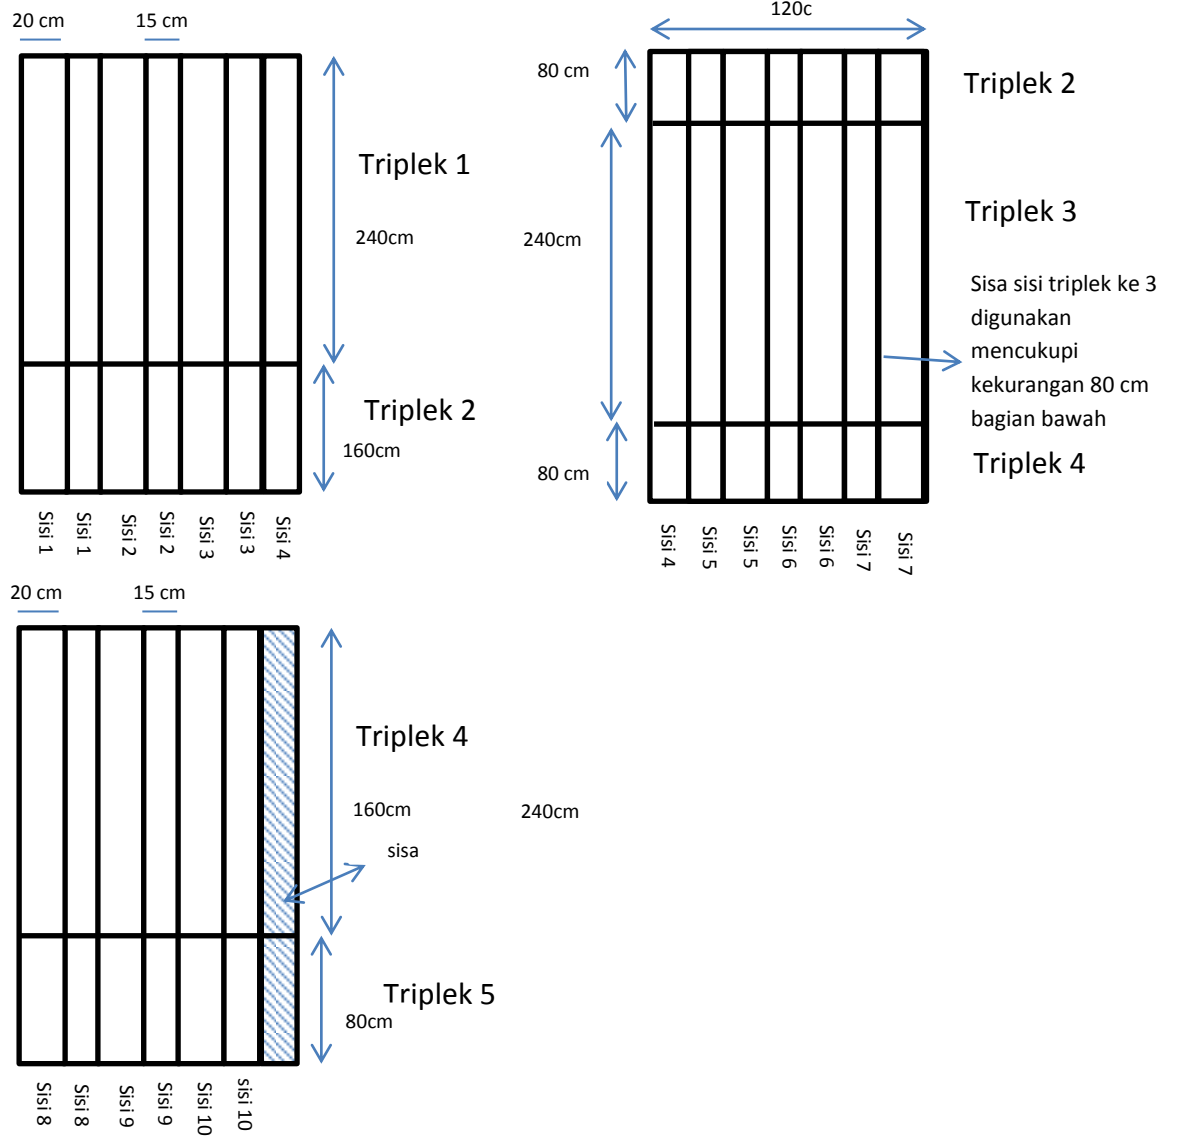 20 cm
15 cm
Triplek 1
240cm
Triplek 2
160cm
Sisi 1
Sisi 1
Sisi 2
Sisi 2
Sisi 3
Sisi 3
Sisi 4
120c
80 cm
Triplek 2
Triplek 3
240cm
Sisa sisi triplek ke 3
digunakan
mencukupi
kekurangan 80 cm
bagian bawah
Triplek 4
80 cm
Sisi 4
Sisi 5
Sisi 5
Sisi 6
Sisi 6
Sisi 7
Sisi 7
20 cm
15 cm
Triplek 4
160cm
240cm
sisa
Triplek 5
80cm
Sisi 8
Sisi 8
Sisi 9
Sisi 9
Sisi 10
sisi 10